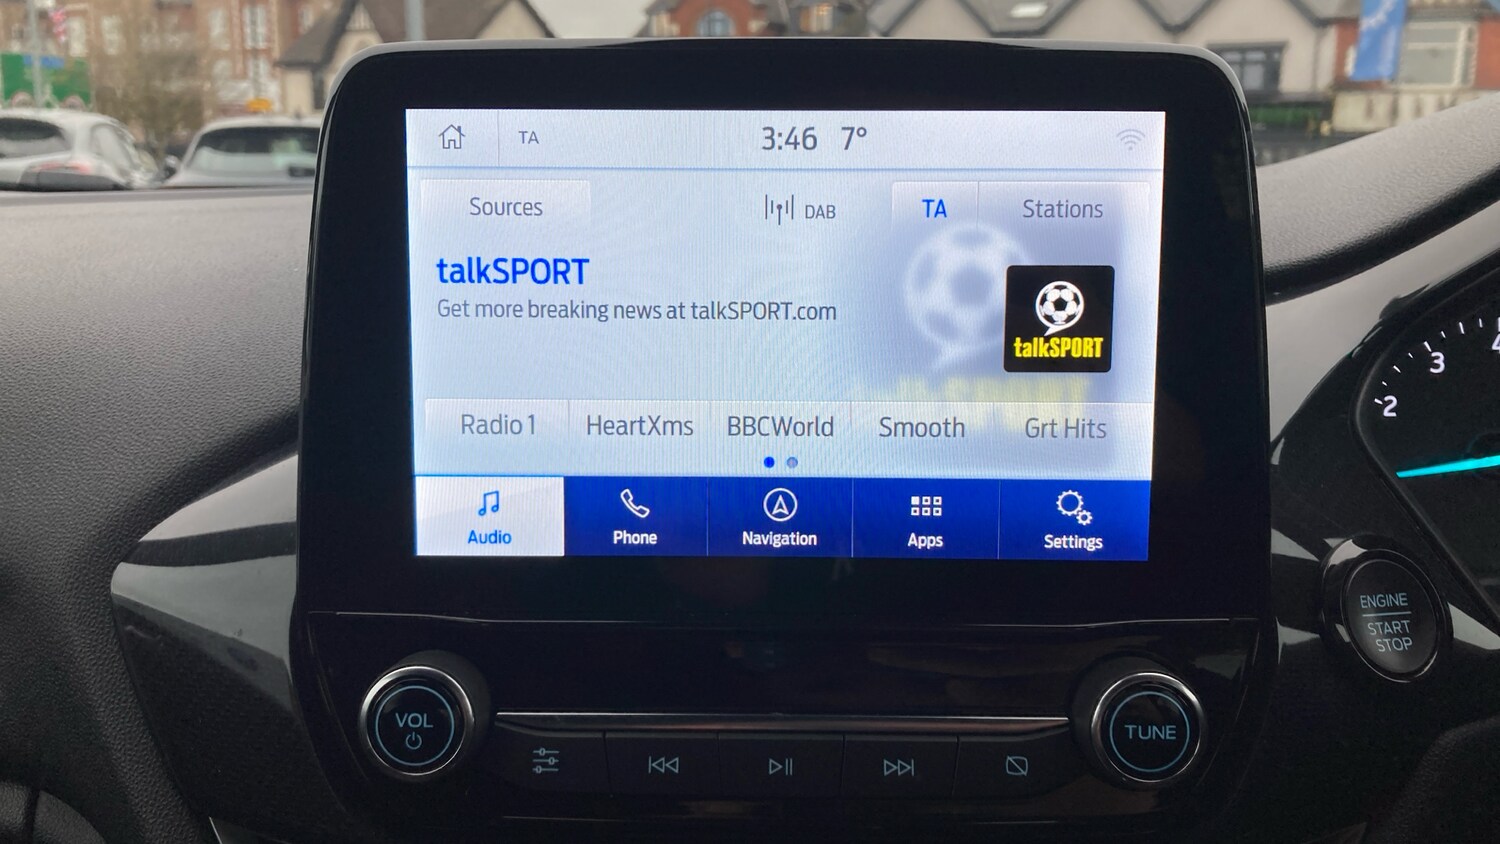 TA 3:46 7°
Sources DAB TA Stations
talkSPORT
Get more breaking news at talkSPORT.com
talkSPORT
Radio 1 HeartXms BBCWorld Smooth Grt Hits
Audio Phone Navigation Apps Settings
VOL
TUNE
ENGINE
START
STOP
2
3
4